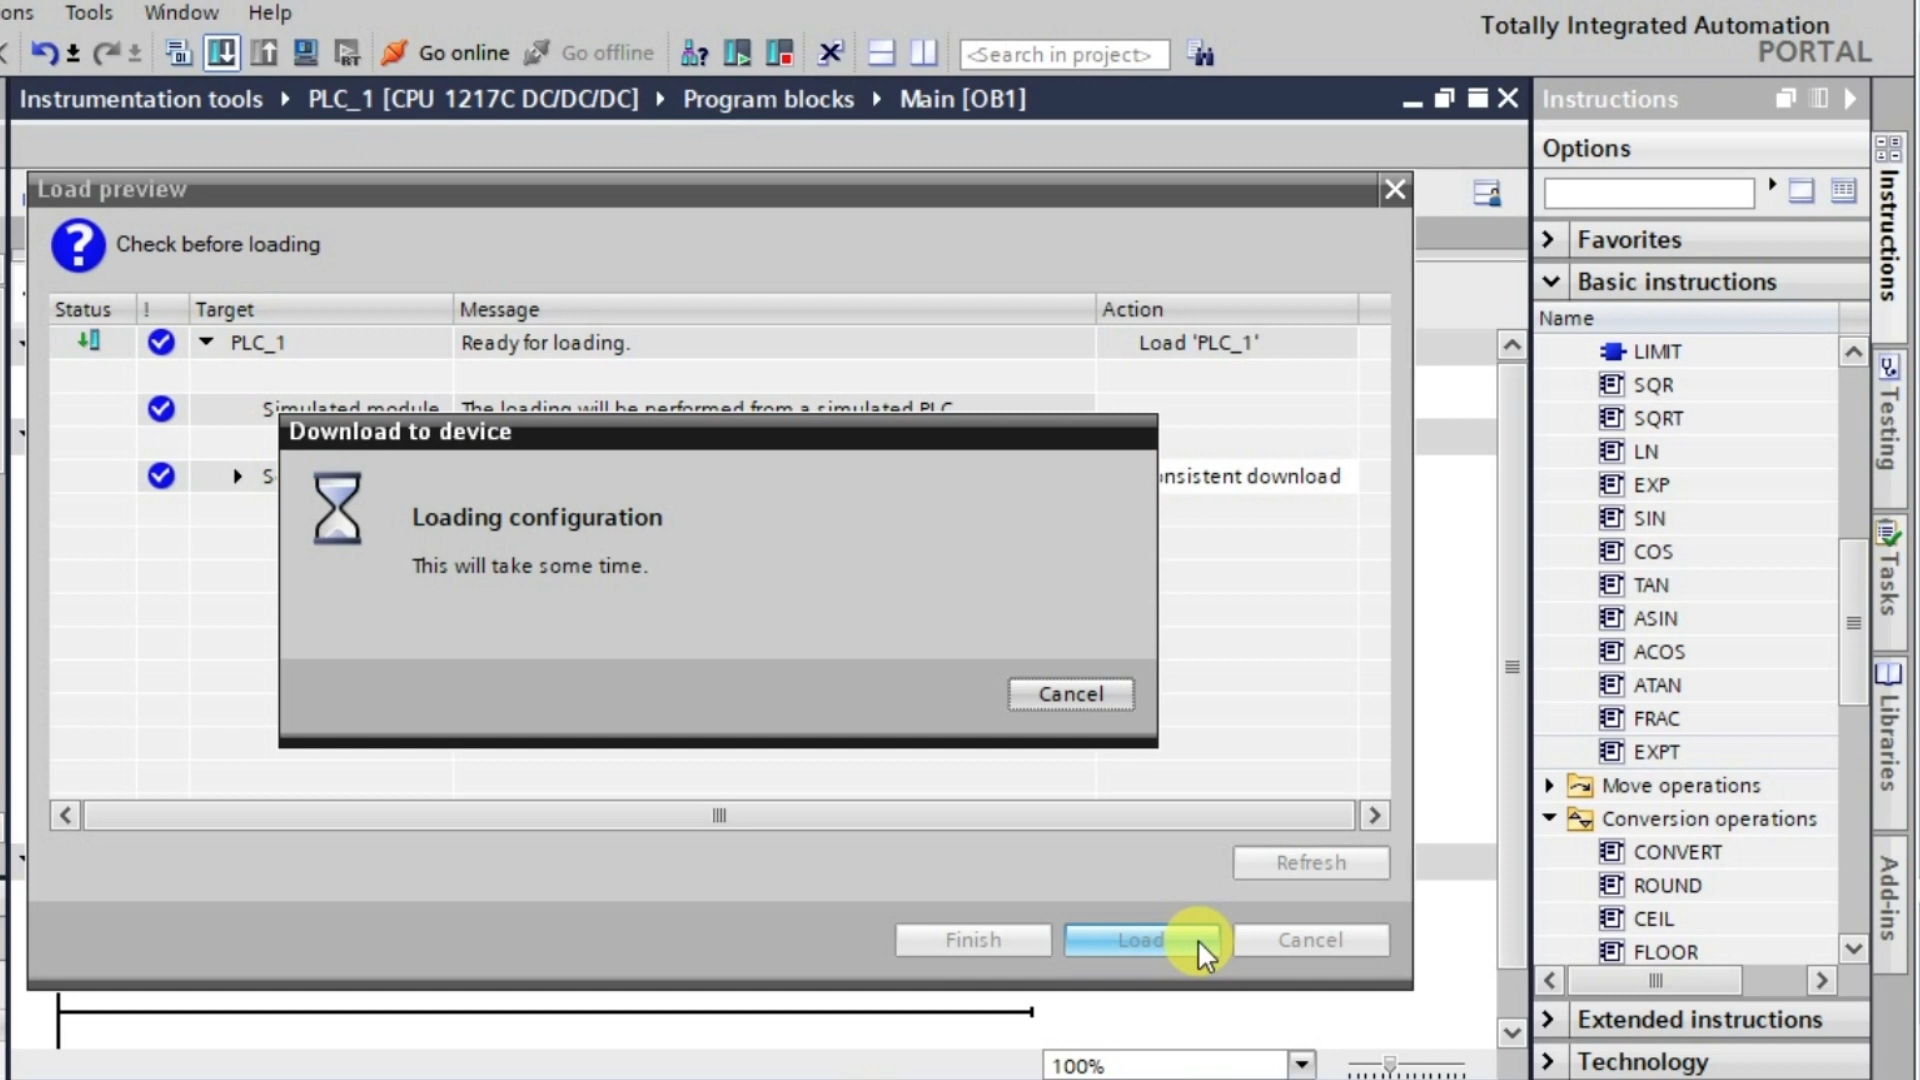 ons Tools Window Help
Totally Integrated Automation
PORTAL
Go online Go offline <Search in project>
Instrumentation tools PLC_1 [CPU 1217C DC/DC/DC] Program blocks Main [OB1]
Instructions
Options
Load preview
Check before loading
Status ! Target Message Action
PLC_1 Ready for loading. Load 'PLC_1'
Simulated module The loading will be performed from a simulated PLC
S onsistent download
Download to device
Loading configuration
This will take some time.
Cancel
Refresh
Finish Load Cancel
100%
Favorites
Basic instructions
Name
LIMIT
SQR
SQRT
LN
EXP
SIN
COS
TAN
ASIN
ACOS
ATAN
FRAC
EXPT
Move operations
Conversion operations
CONVERT
ROUND
CEIL
FLOOR
Extended instructions
Technology
Instructions
Testing
Tasks
Libraries
Add-ins